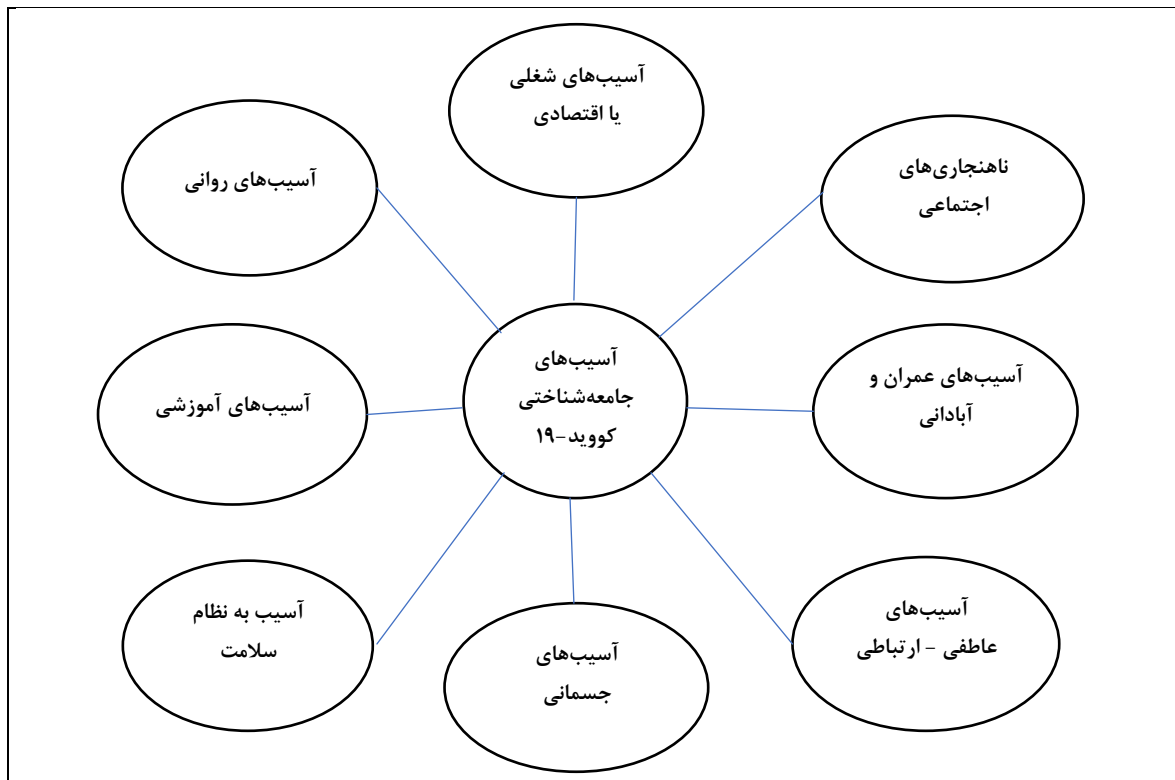 آسیب‌های شغلی
یا اقتصادی
ناهنجاری‌های
اجتماعی
آسیب‌های روانی
آسیب‌های
جامعه‌شناختی
کووید-۱۹
آسیب‌های عمران و
آبادانی
آسیب‌های آموزشی
آسیب‌های
عاطفی - ارتباطی
آسیب‌های
جسمانی
آسیب به نظام
سلامت